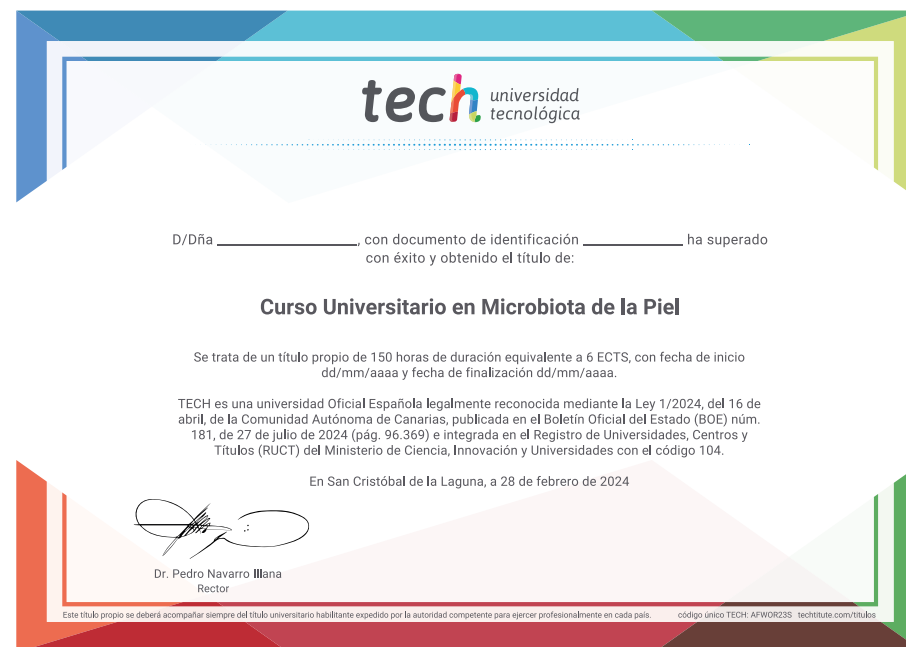 tech universidad
tecnológica
D/Dña ____________, con documento de identificación ____________ ha superado
con éxito y obtenido el título de:
Curso Universitario en Microbiota de la Piel
Se trata de un título propio de 150 horas de duración equivalente a 6 ECTS, con fecha de inicio
dd/mm/aaaa y fecha de finalización dd/mm/aaaa.
TECH es una universidad Oficial Española legalmente reconocida mediante la Ley 1/2024, del 16 de
abril, de la Comunidad Autónoma de Canarias, publicada en el Boletín Oficial del Estado (BOE) núm.
181, de 27 de julio de 2024 (pág. 96.369) e integrada en el Registro de Universidades, Centros y
Títulos (RUCT) del Ministerio de Ciencia, Innovación y Universidades con el código 104.
En San Cristóbal de la Laguna, a 28 de febrero de 2024
Dr. Pedro Navarro Illana
Rector
Este título propio se deberá acompañar siempre del título universitario habilitante expedido por la autoridad competente para ejercer profesionalmente en cada país. código único TECH: AFWOR23S techtitute.com/titulos